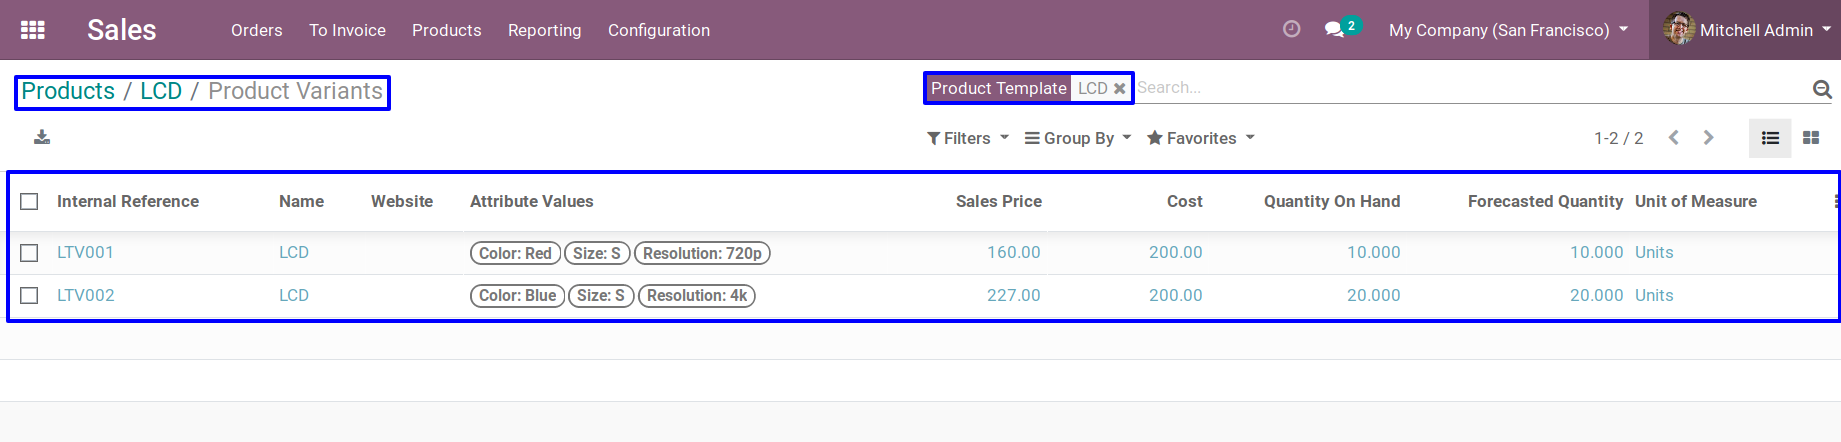 Sales Orders To Invoice Products Reporting Configuration 2 My Company (San Francisco) Mitchell Admin
Products / LCD / Product Variants Product Template LCD Search...
Filters Group By Favorites 1-2 / 2
Internal Reference Name Website Attribute Values Sales Price Cost Quantity On Hand Forecasted Quantity Unit of Measure
LTV001 LCD Color: Red Size: S Resolution: 720p 160.00 200.00 10.000 10.000 Units
LTV002 LCD Color: Blue Size: S Resolution: 4k 227.00 200.00 20.000 20.000 Units